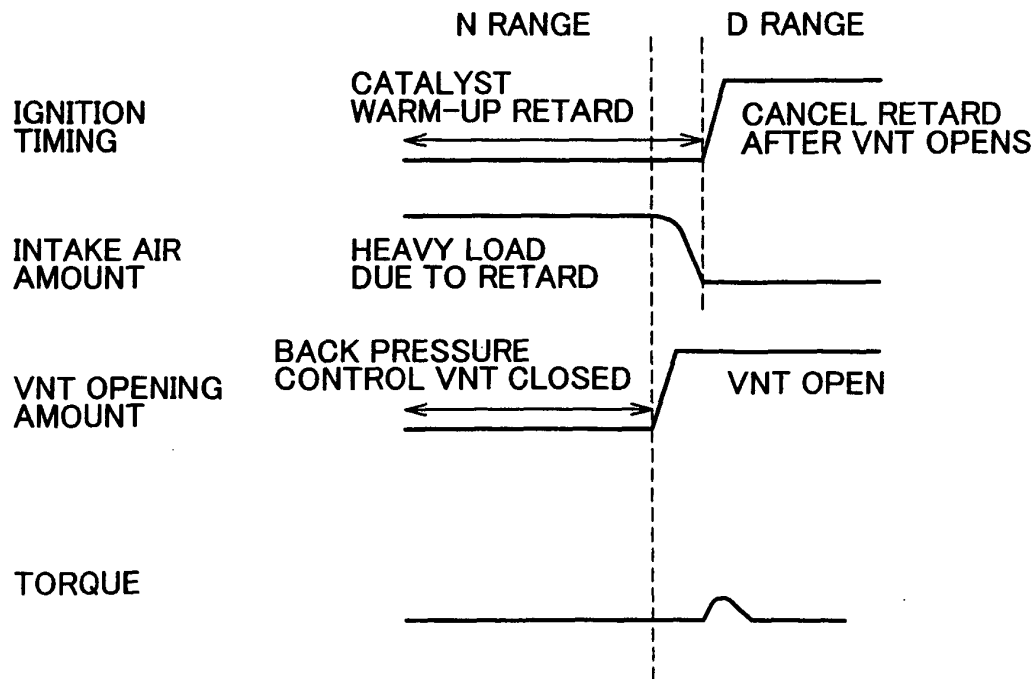 N RANGE
D RANGE
IGNITION
TIMING
CATALYST
WARM-UP RETARD
CANCEL RETARD
AFTER VNT OPENS
INTAKE AIR
AMOUNT
HEAVY LOAD
DUE TO RETARD
VNT OPENING
AMOUNT
BACK PRESSURE
CONTROL VNT CLOSED
VNT OPEN
TORQUE